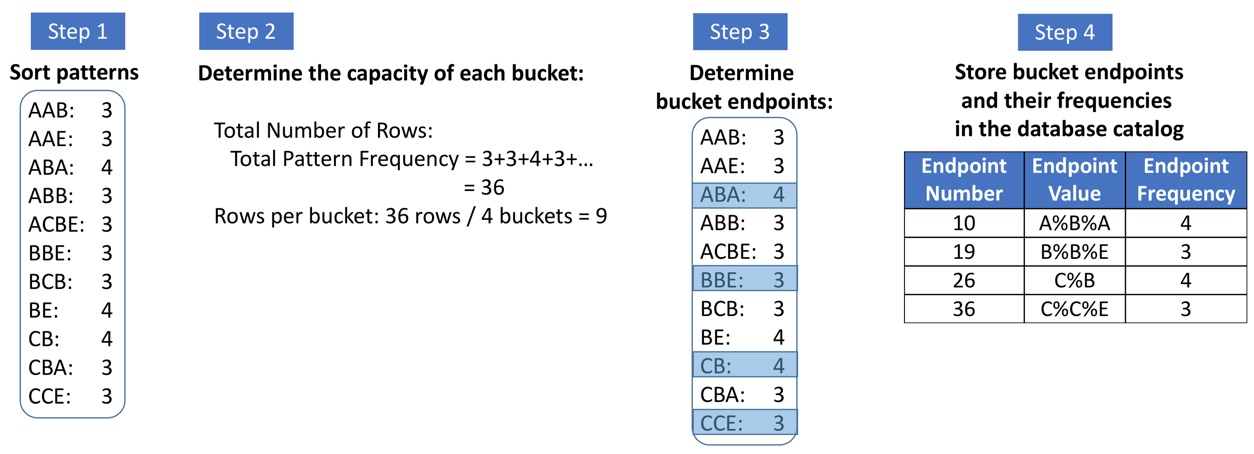 Step 1
Sort patterns
AAB: 3
AAE: 3
ABA: 4
ABB: 3
ACBE: 3
BBE: 3
BCB: 3
BE: 4
CB: 4
CBA: 3
CCE: 3
Step 2
Determine the capacity of each bucket:
Total Number of Rows:
Total Pattern Frequency = 3+3+4+3+...
= 36
Rows per bucket: 36 rows / 4 buckets = 9
Step 3
Determine
bucket endpoints:
AAB: 3
AAE: 3
ABA: 4
ABB: 3
ACBE: 3
BBE: 3
BCB: 3
BE: 4
CB: 4
CBA: 3
CCE: 3
Step 4
Store bucket endpoints
and their frequencies
in the database catalog
Endpoint Endpoint Endpoint
Number Value Frequency
10 A%B%A 4
19 B%B%E 3
26 C%B 4
36 C%C%E 3